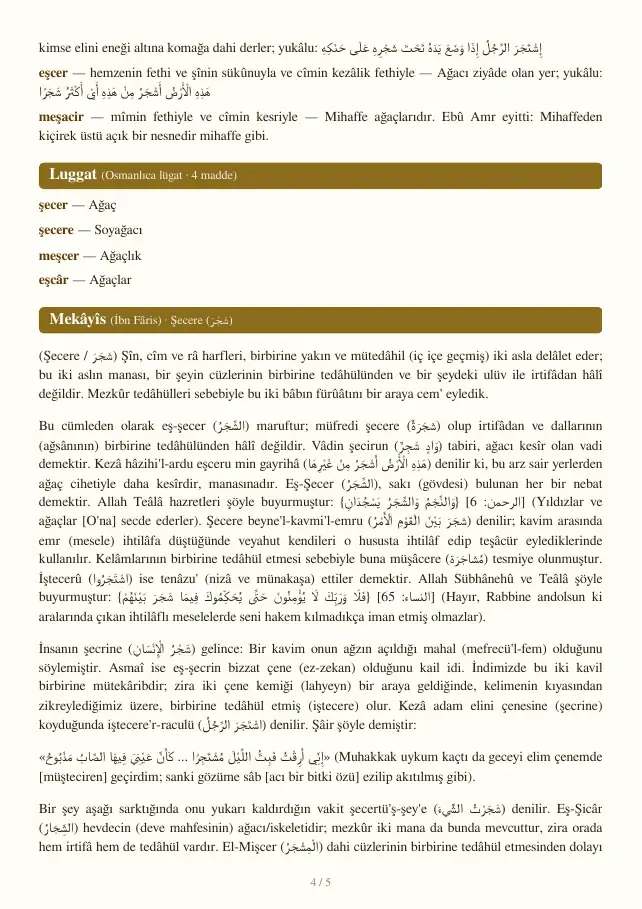 kimse elini eneği altına komağa dahi derler; yukâlu: إِشْتَجَرَ الرَّجُلُ إِذَا وَضَعَ يَدَهُ تَحْتَ شَجْرِهِ عَلَى حَنَكِهِ
eşcer — hemzenin fethi ve şînin sükûnuyla ve cîmin kezâlik fethiyle — Ağacı ziyâde olan yer; yukâlu:
هَذِهِ الْأَرْضُ أَشْجَرُ مِنْ هَذِهِ أَيْ أَكْثَرُ شَجَرًا
meşacir — mîmin fethiyle ve cîmin kesriyle — Mihaffe ağaçlarıdır. Ebû Amr eyitti: Mihaffeden
kiçirek üstü açık bir nesnedir mihaffe gibi.
Luggat (Osmanlıca lügat · 4 madde)
şecer — Ağaç
şecere — Soyağacı
meşcer — Ağaçlık
eşcâr — Ağaçlar
Mekâyîs (İbn Fâris) · Şecere (شَجَرَ)
(Şecere / شَجَرَ) Şîn, cîm ve râ harfleri, birbirine yakın ve mütedâhil (iç içe geçmiş) iki asla delâlet eder;
bu iki aslın manası, bir şeyin cüzlerinin birbirine tedâhülünden ve bir şeydeki ulüv ile irtifâdan hâlî
değildir. Mezkûr tedâhülleri sebebiyle bu iki bâbın fürûâtını bir araya cem' eyledik.
Bu cümleden olarak eş-şecer (الشَّجَرُ) maruftur; müfredi şecere (شَجَرَةٌ) olup irtifâdan ve dallarının
(ağsânının) birbirine tedâhülünden hâlî değildir. Vâdin şecirun (وَادٍ شَجِرٌ) tabiri, ağacı kesîr olan vadi
demektir. Kezâ hâzihi'l-ardu eşceru min gayrihâ (هَذِهِ الْأَرْضُ أَشْجَرُ مِنْ غَيْرِهَا) denilir ki, bu arz sair yerlerden
ağaç cihetiyle daha kesîrdir, manasınadır. Eş-Şecer (الشَّجَرُ), sakı (gövdesi) bulunan her bir nebat
demektir. Allah Teâlâ hazretleri şöyle buyurmuştur: {وَالنَّجْمُ وَالشَّجَرُ يَسْجُدَانِ} [الرحمن: 6] (Yıldızlar ve
ağaçlar [O'na] secde ederler). Şecere beyne'l-kavmi'l-emru (شَجَرَ بَيْنَ الْقَوْمِ الْأَمْرُ) denilir; kavim arasında
emr (mesele) ihtilâfa düştüğünde veyahut kendileri o hususta ihtilâf edip teşâcür eylediklerinde
kullanılır. Kelâmlarının birbirine tedâhül etmesi sebebiyle buna müşâcere (مُشَاجَرَة) tesmiye olunmuştur.
İştecerû (اشْتَجَرُوا) ise tenâzu' (nizâ ve münakaşa) ettiler demektir. Allah Sübhânehû ve Teâlâ şöyle
buyurmuştur: {فَلَا وَرَبِّكَ لَا يُؤْمِنُونَ حَتَّى يُحَكِّمُوكَ فِيمَا شَجَرَ بَيْنَهُمْ} [النساء: 65] (Hayır, Rabbine andolsun ki
aralarında çıkan ihtilâflı meselelerde seni hakem kılmadıkça iman etmiş olmazlar).
İnsanın şecrine (شَجْرُ الْإِنْسَانِ) gelince: Bir kavim onun ağzın açıldığı mahal (mefrecü'l-fem) olduğunu
söylemiştir. Asmaî ise eş-şecrin bizzat çene (ez-zekan) olduğunu kail idi. İndimizde bu iki kavil
birbirine mütekâribdir; zira iki çene kemiği (lahyeyn) bir araya geldiğinde, kelimenin kıyasından
zikreylediğimiz üzere, birbirine tedâhül etmiş (iştecere) olur. Kezâ adam elini çenesine (şecrine)
koyduğunda iştecere'r-raculü (اشْتَجَرَ الرَّجُلُ) denilir. Şâir şöyle demiştir:
«إِنِّي أَرِقْتُ فَبِتُّ اللَّيْلَ مُشْتَجِرًا ... كَأَنَّ عَيْنِيَ فِيهَا الصَّابُ مَذْبُوحُ» (Muhakkak uykum kaçtı da geceyi elim çenemde
[müşteciren] geçirdim; sanki gözüme sâb [acı bir bitki özü] ezilip akıtılmış gibi).
Bir şey aşağı sarktığında onu yukarı kaldırdığın vakit şecertü'ş-şey'e (شَجَرْتُ الشَّيْءَ) denilir. Eş-Şicâr
(الشِّجَارُ) hevdecin (deve mahfesinin) ağacı/iskeletidir; mezkûr iki mana da bunda mevcuttur, zira orada
hem irtifâ hem de tedâhül vardır. El-Mişcer (الْمِشْجَرُ) dahi cüzlerinin birbirine tedâhül etmesinden dolayı
4 / 5